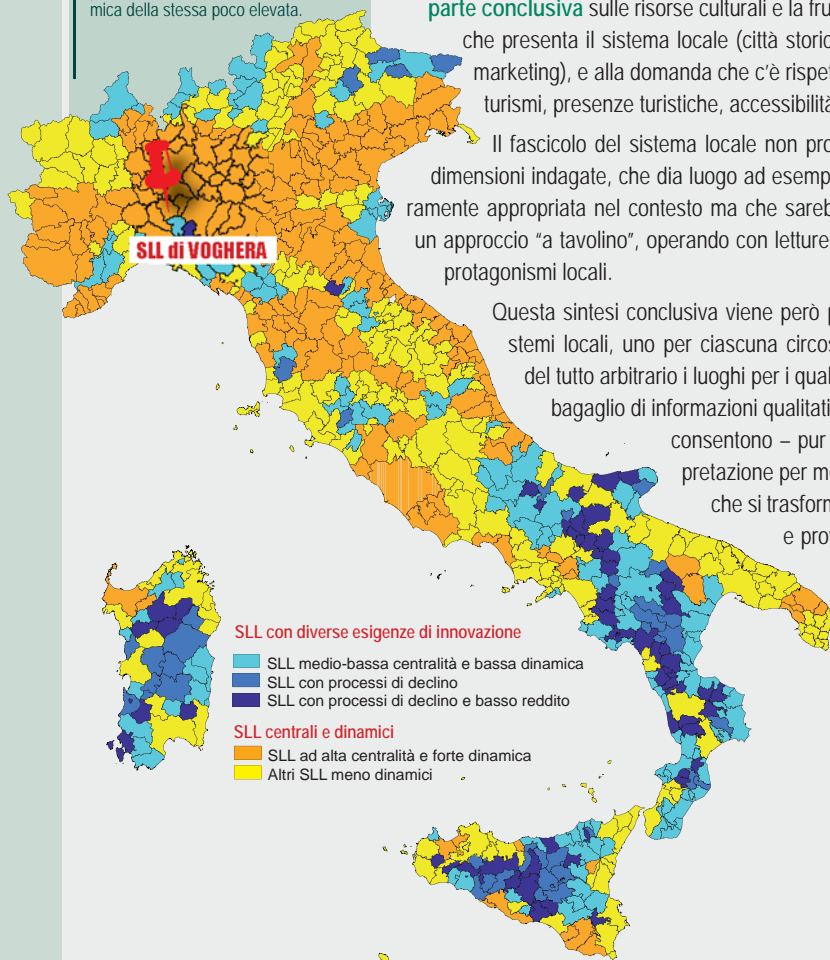 mica della stessa poco elevata.
parte conclusiva sulle risorse culturali e la fru
che presenta il sistema locale (città storic
marketing), e alla domanda che c'è rispet
turismi, presenze turistiche, accessibilità
Il fascicolo del sistema locale non pro
dimensioni indagate, che dia luogo ad esemp
ramente appropriata nel contesto ma che sareb
un approccio “a tavolino”, operando con letture
protagonismi locali.
Questa sintesi conclusiva viene però p
stemi locali, uno per ciascuna circos
del tutto arbitrario i luoghi per i qual
bagaglio di informazioni qualitati
consentono – pur
pretazione per me
che si trasform
e prot
SLL di VOGHERA
SLL con diverse esigenze di innovazione
SLL medio-bassa centralità e bassa dinamica
SLL con processi di declino
SLL con processi di declino e basso reddito
SLL centrali e dinamici
SLL ad alta centralità e forte dinamica
Altri SLL meno dinamici